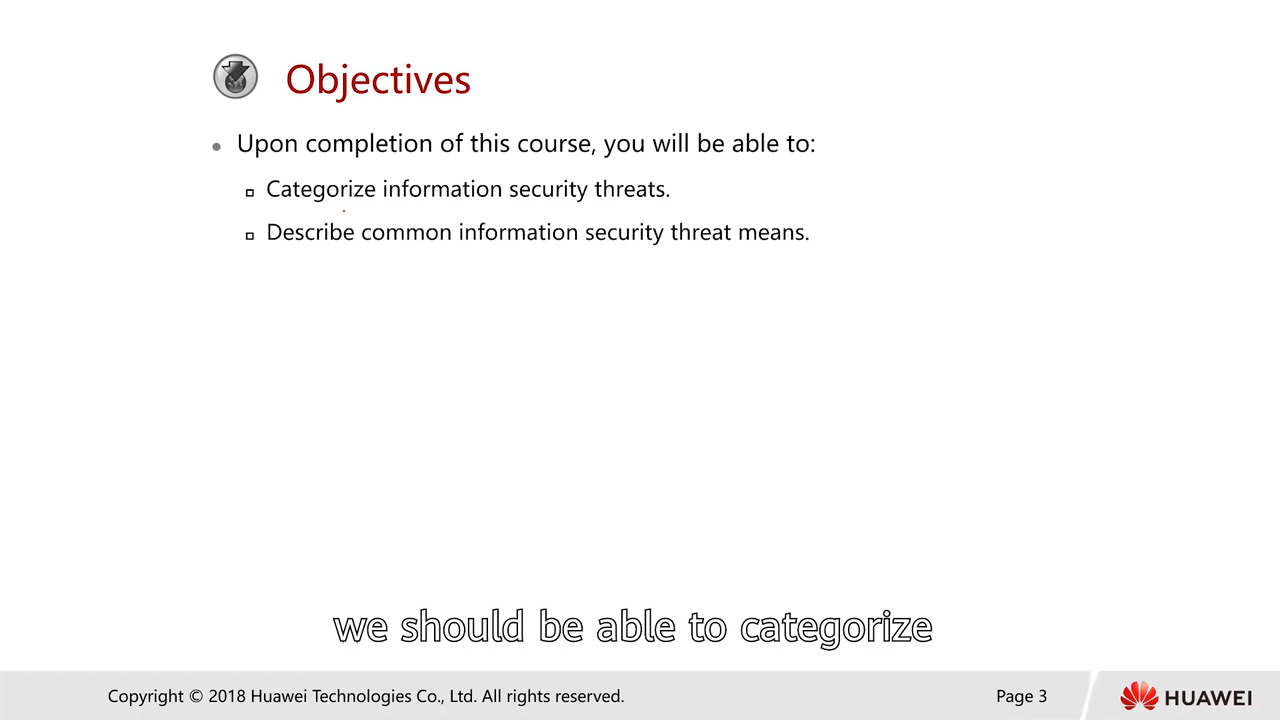 Objectives
Upon completion of this course, you will be able to:
Categorize information security threats.
Describe common information security threat means.
we should be able to categorize
Copyright © 2018 Huawei Technologies Co., Ltd. All rights reserved.
Page 3
HUAWEI